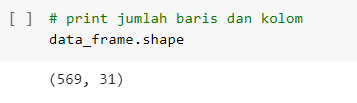 [ ] # print jumlah baris dan kolom
data_frame.shape
(569, 31)